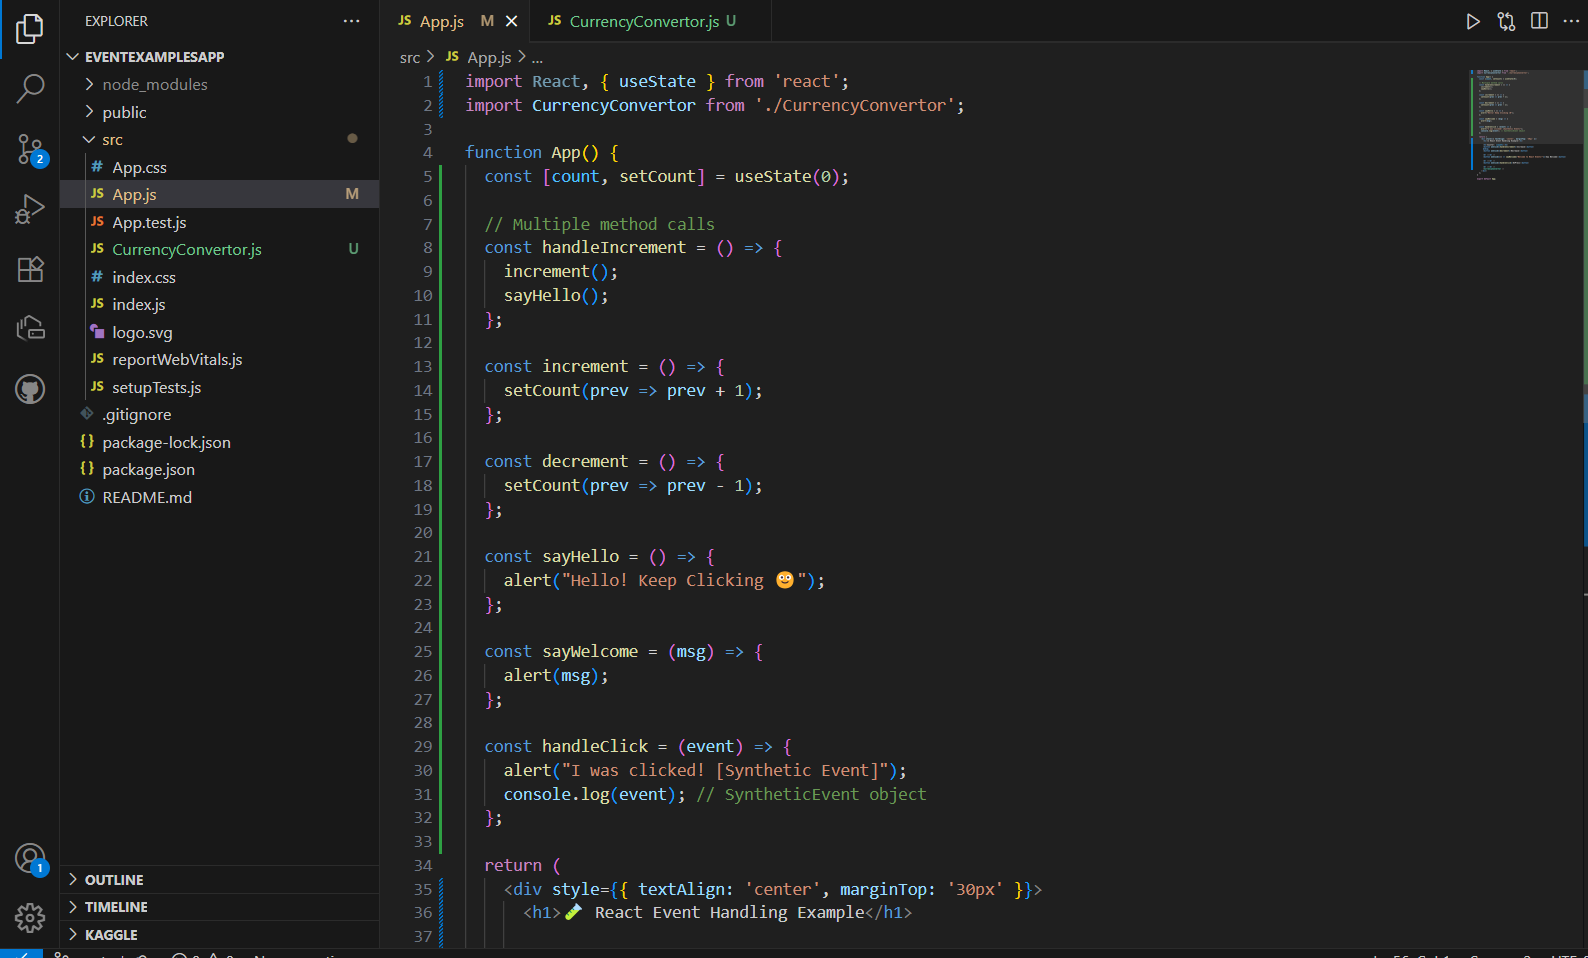 EXPLORER
EVENTEXAMPLESAPP
node_modules
public
src
# App.css
JS App.js M
JS App.test.js
JS CurrencyConvertor.js U
# index.css
JS index.js
logo.svg
JS reportWebVitals.js
JS setupTests.js
.gitignore
{} package-lock.json
{} package.json
README.md
OUTLINE
TIMELINE
KAGGLE
2
1
JS App.js M
JS CurrencyConvertor.js U
src > JS App.js > ...
1 import React, { useState } from 'react';
2 import CurrencyConvertor from './CurrencyConvertor';
3
4 function App() {
5 const [count, setCount] = useState(0);
6
7 // Multiple method calls
8 const handleIncrement = () => {
9 increment();
10 sayHello();
11 };
12
13 const increment = () => {
14 setCount(prev => prev + 1);
15 };
16
17 const decrement = () => {
18 setCount(prev => prev - 1);
19 };
20
21 const sayHello = () => {
22 alert("Hello! Keep Clicking 🙂");
23 };
24
25 const sayWelcome = (msg) => {
26 alert(msg);
27 };
28
29 const handleClick = (event) => {
30 alert("I was clicked! [Synthetic Event]");
31 console.log(event); // SyntheticEvent object
32 };
33
34 return (
35 <div style={{ textAlign: 'center', marginTop: '30px' }}>
36 <h1>🧪 React Event Handling Example</h1>
37